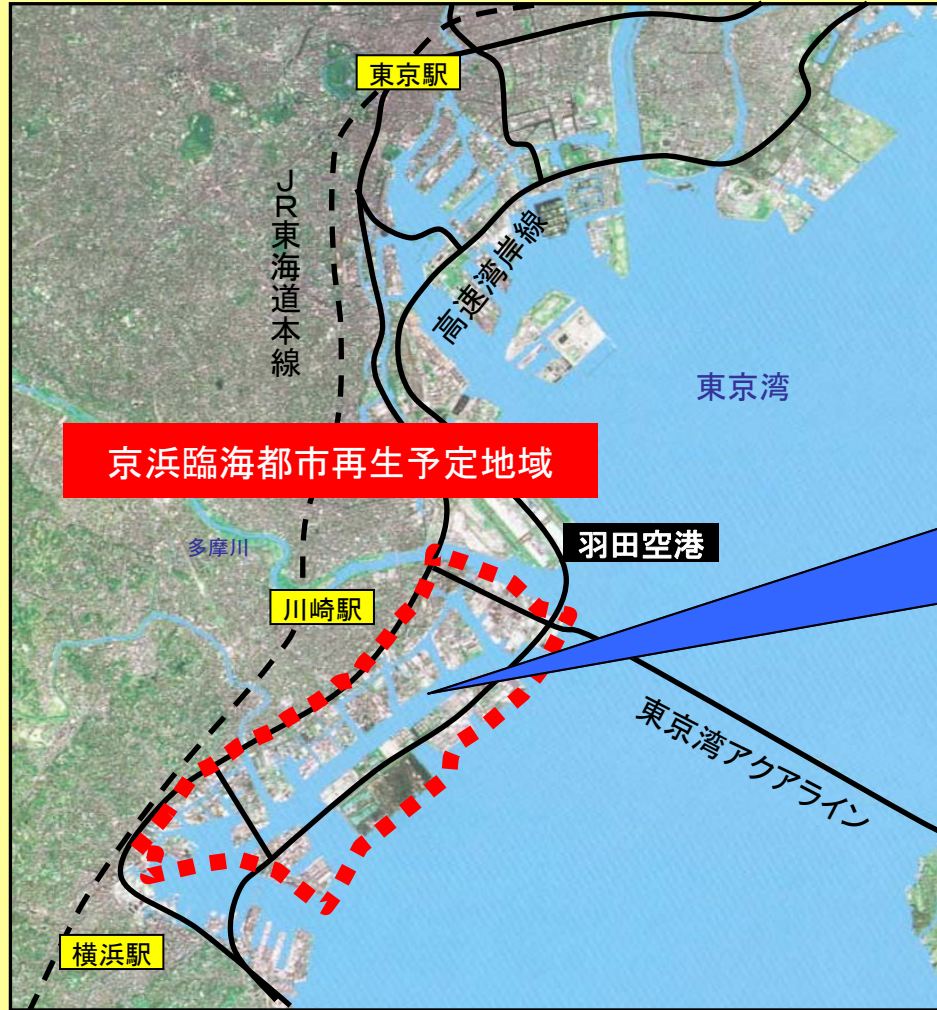 東京駅
JR東海道本線
高速湾岸線
東京湾
京浜臨海都市再生予定地域
多摩川
羽田空港
川崎駅
東京湾アクアライン
横浜駅